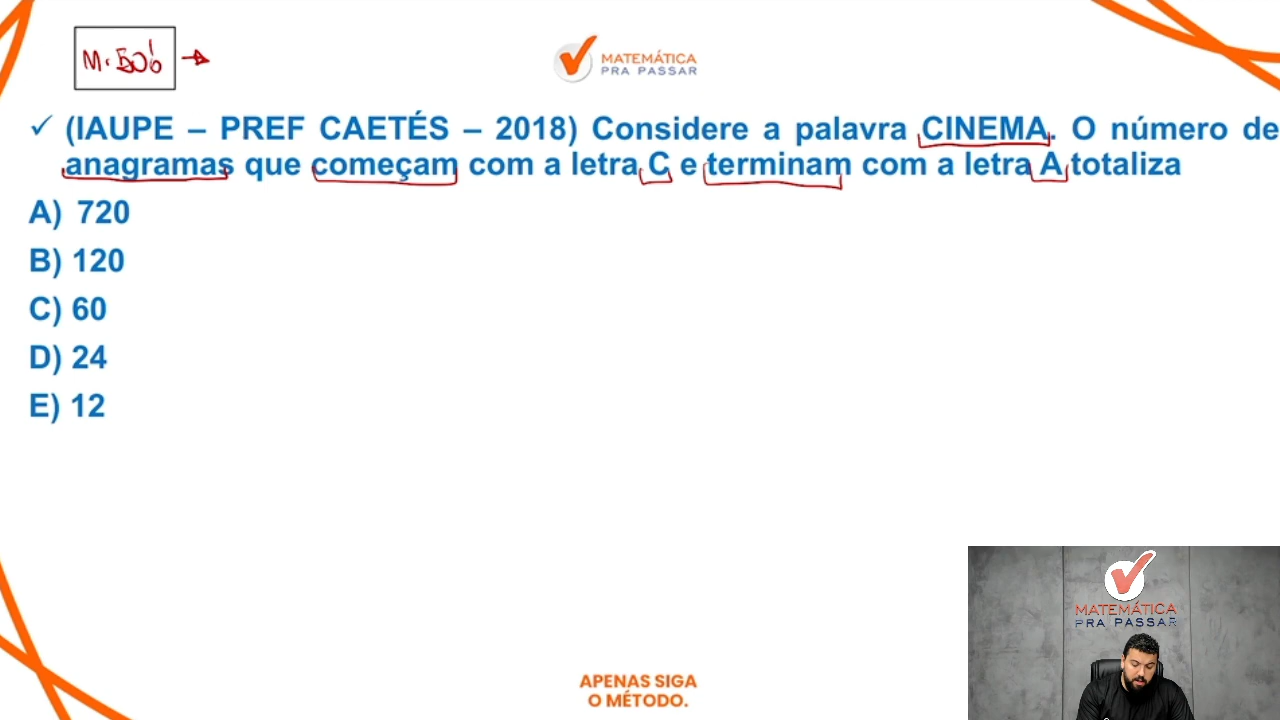 M. 50ó
MATEMÁTICA
PRA PASSAR
✓ (IAUPE – PREF CAETÉS – 2018) Considere a palavra CINEMA. O número de
anagramas que começam com a letra C e terminam com a letra A totaliza
A) 720
B) 120
C) 60
D) 24
E) 12
MATEMÁTICA
PRA PASSAR
APENAS SIGA
O MÉTODO.